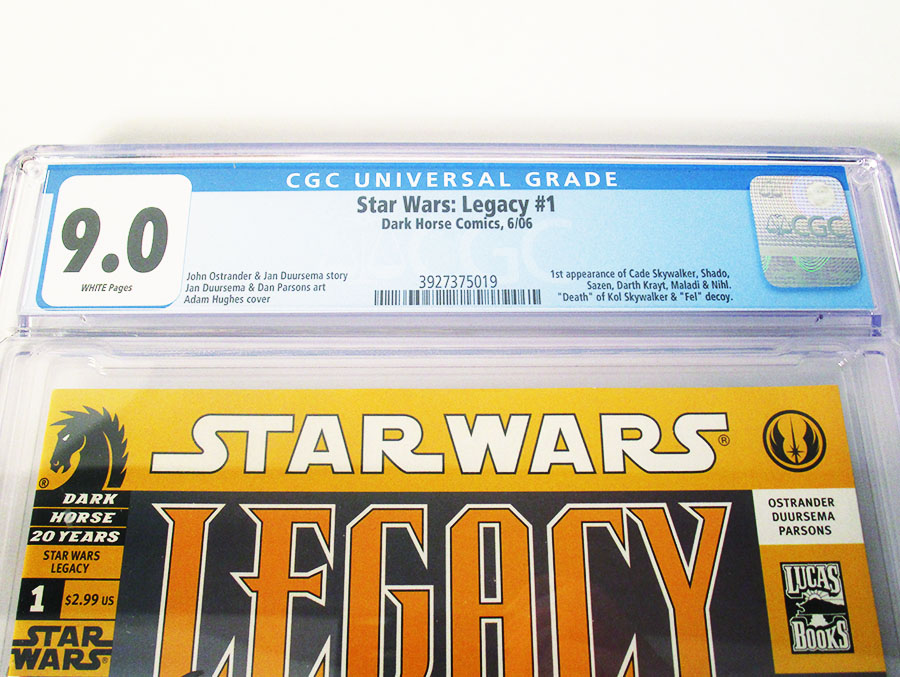 CGC UNIVERSAL GRADE
9.0
WHITE Pages
Star Wars: Legacy #1
Dark Horse Comics, 6/06
John Ostrander & Jan Duursema story
Jan Duursema & Dan Parsons art
Adam Hughes cover
3927375019
1st appearance of Cade Skywalker, Shado,
Sazen, Darth Krayt, Maladi & Nihl.
"Death" of Kol Skywalker & "Fel" decoy.
CGC
CGC
STAR WARS®
LEGACY
®
DARK
HORSE
20 YEARS
STAR WARS
LEGACY
1
$2.99 US
STAR
WARS®
OSTRANDER
DUURSEMA
PARSONS
LUCAS
BOOKS